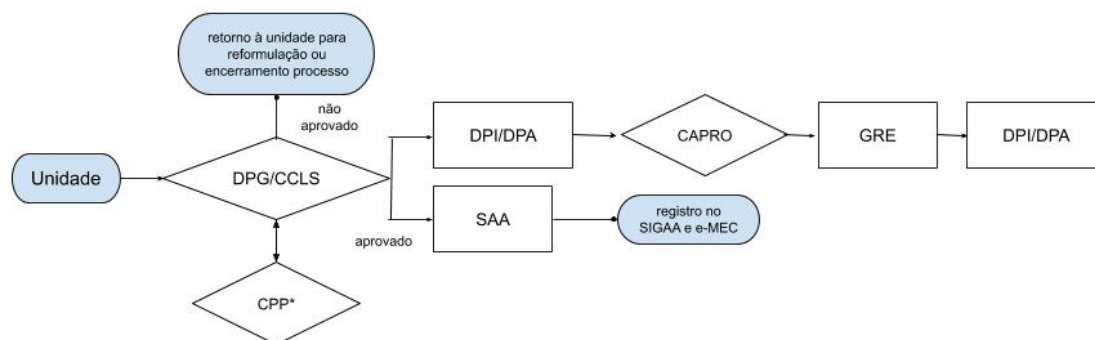 retorno à unidade para
reformulação ou
encerramento processo
não
aprovado
DPI/DPA
CAPRO
GRE
DPI/DPA
Unidade
DPG/CCLS
SAA
registro no
SIGAA e e-MEC
aprovado
CPP*